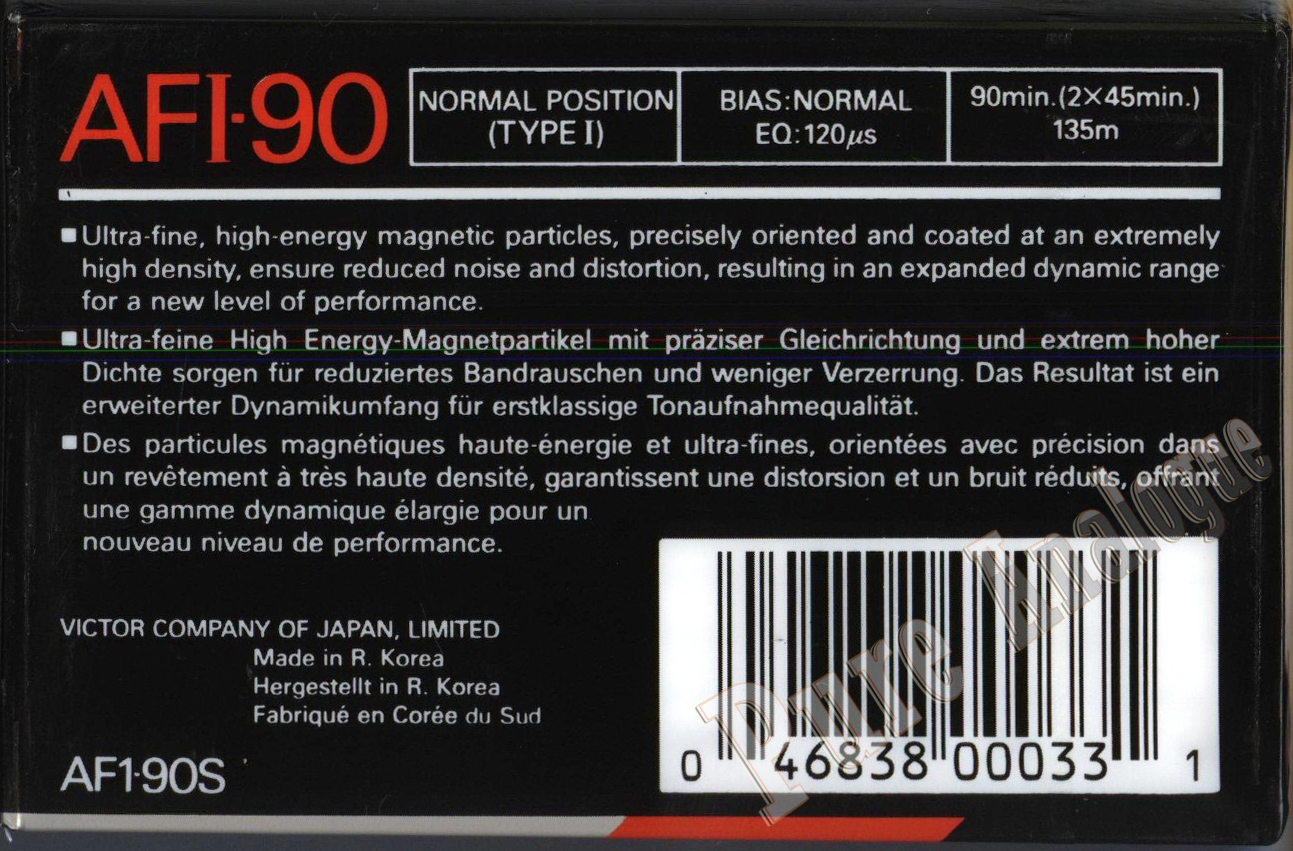 AFI-90
NORMAL POSITION
(TYPE I)
BIAS:NORMAL
EQ:120µs
90min.(2×45min.)
135m
■ Ultra-fine, high-energy magnetic particles, precisely oriented and coated at an extremely
high density, ensure reduced noise and distortion, resulting in an expanded dynamic range
for a new level of performance.
■ Ultra-feine High Energy-Magnetpartikel mit präziser Gleichrichtung und extrem hoher
Dichte sorgen für reduziertes Bandrauschen und weniger Verzerrung. Das Resultat ist ein
erweiterter Dynamikumfang für erstklassige Tonaufnahmequalität.
■ Des particules magnétiques haute-énergie et ultra-fines, orientées avec précision dans
un revêtement à très haute densité, garantissent une distorsion et un bruit réduits, offrant
une gamme dynamique élargie pour un
nouveau niveau de performance.
VICTOR COMPANY OF JAPAN, LIMITED
Made in R. Korea
Hergestellt in R. Korea
Fabriqué en Corée du Sud
AF1-90S
0 46838 00033 1
Pure Analogue